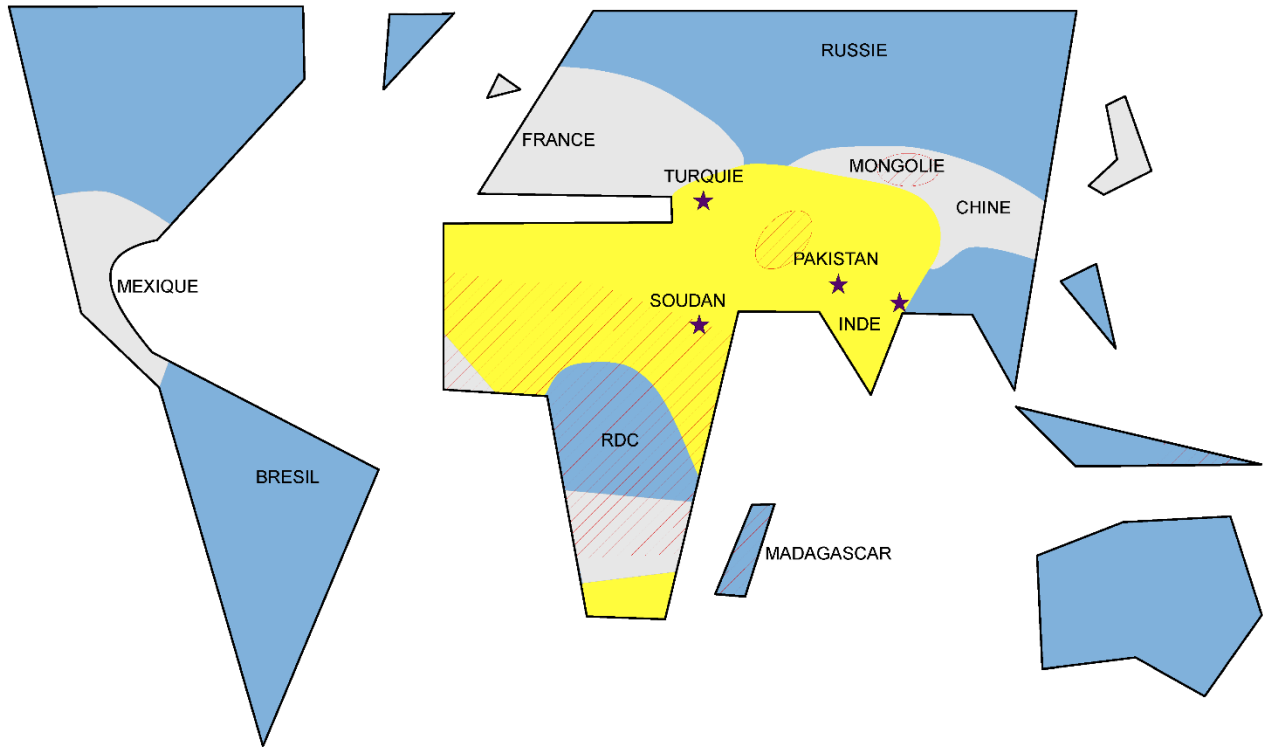 RUSSIE
FRANCE
MONGOLIE
TURQUIE
CHINE
PAKISTAN
MEXIQUE
SOUDAN
INDE
RDC
BRESIL
MADAGASCAR